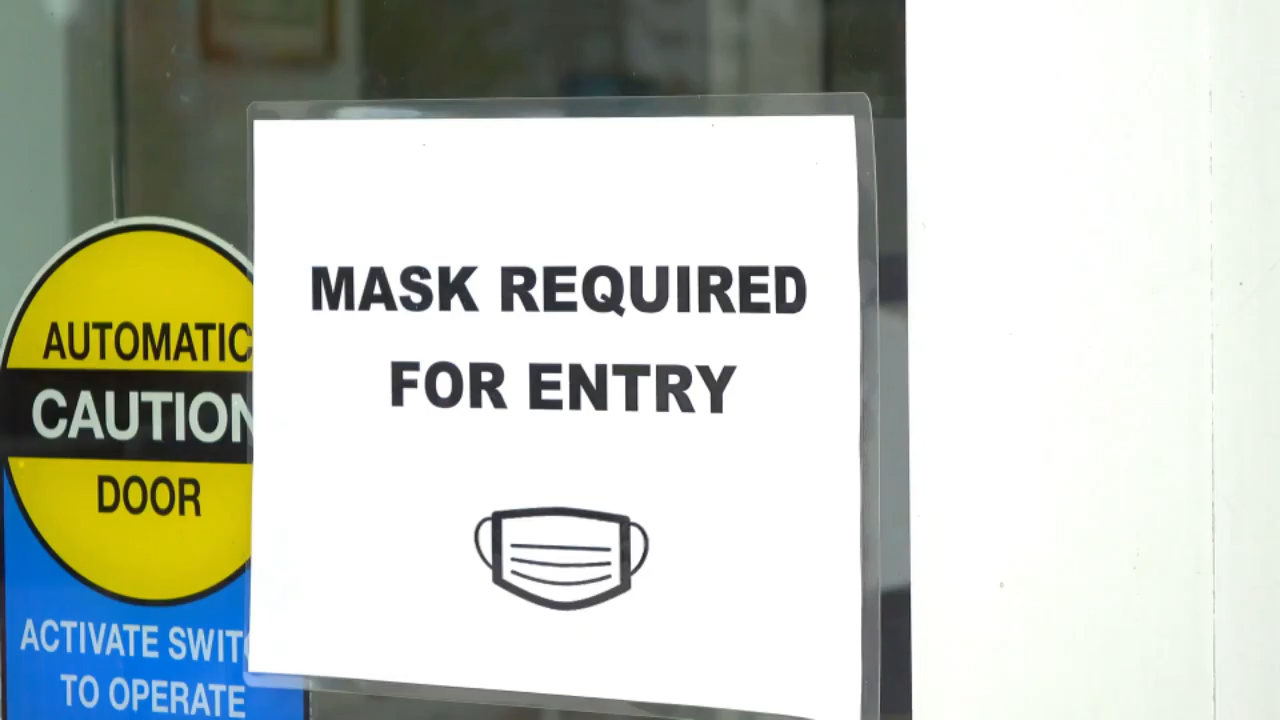 AUTOMATIC
CAUTION
DOOR
ACTIVATE
TO OPERATE
MASK REQUIRED
FOR ENTRY